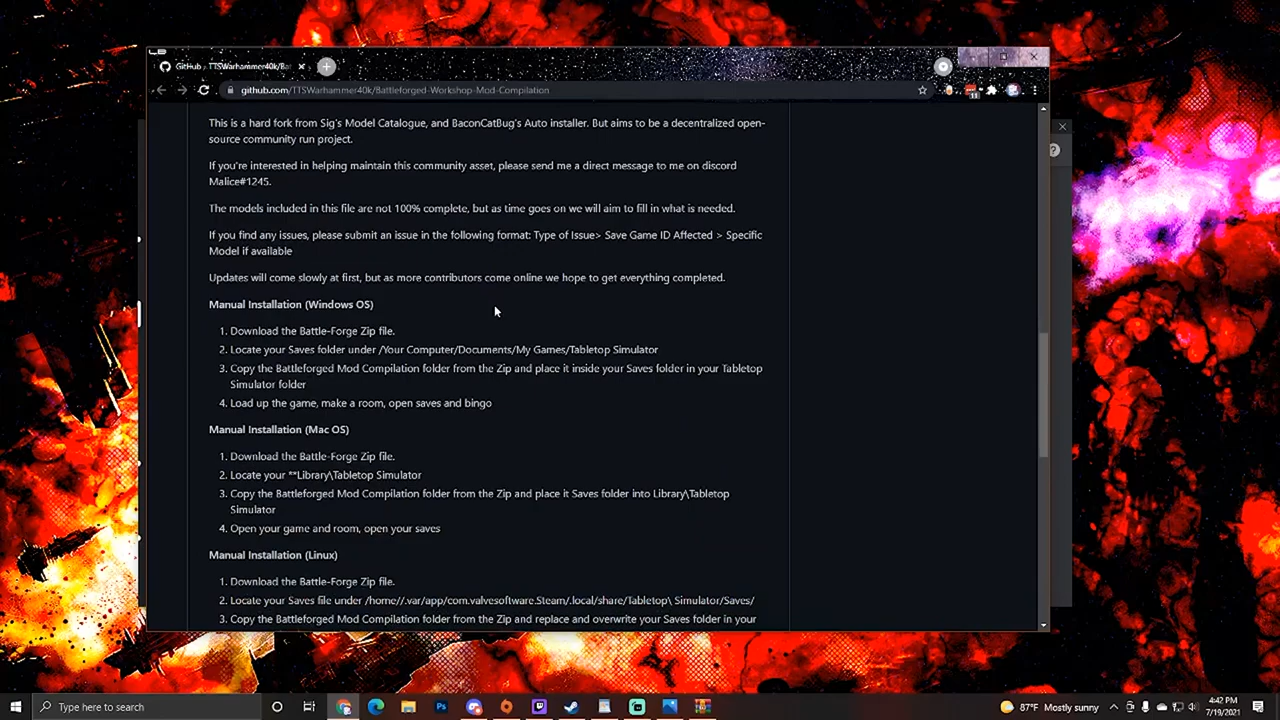 GitHub - TTSWarhammer40k/Bat
github.com/TTSWarhammer40k/Battleforged-Workshop-Mod-Compilation
11
This is a hard fork from Sig's Model Catalogue, and BaconCatBug's Auto installer. But aims to be a decentralized open-
source community run project.
If you're interested in helping maintain this community asset, please send me a direct message to me on discord
Malice#1245.
The models included in this file are not 100% complete, but as time goes on we will aim to fill in what is needed.
If you find any issues, please submit an issue in the following format: Type of Issue> Save Game ID Affected > Specific
Model if available
Updates will come slowly at first, but as more contributors come online we hope to get everything completed.
Manual Installation (Windows OS)
1. Download the Battle-Forge Zip file.
2. Locate your Saves folder under /Your Computer/Documents/My Games/Tabletop Simulator
3. Copy the Battleforged Mod Compilation folder from the Zip and place it inside your Saves folder in your Tabletop
Simulator folder
4. Load up the game, make a room, open saves and bingo
Manual Installation (Mac OS)
1. Download the Battle-Forge Zip file.
2. Locate your **Library\Tabletop Simulator
3. Copy the Battleforged Mod Compilation folder from the Zip and place it Saves folder into Library\Tabletop
Simulator
4. Open your game and room, open your saves
Manual Installation (Linux)
1. Download the Battle-Forge Zip file.
2. Locate your Saves file under /home//.var/app/com.valvesoftware.Steam/.local/share/Tabletop\ Simulator/Saves/
3. Copy the Battleforged Mod Compilation folder from the Zip and replace and overwrite your Saves folder in your
Type here to search
87°F Mostly sunny
4:42 PM
7/19/2021